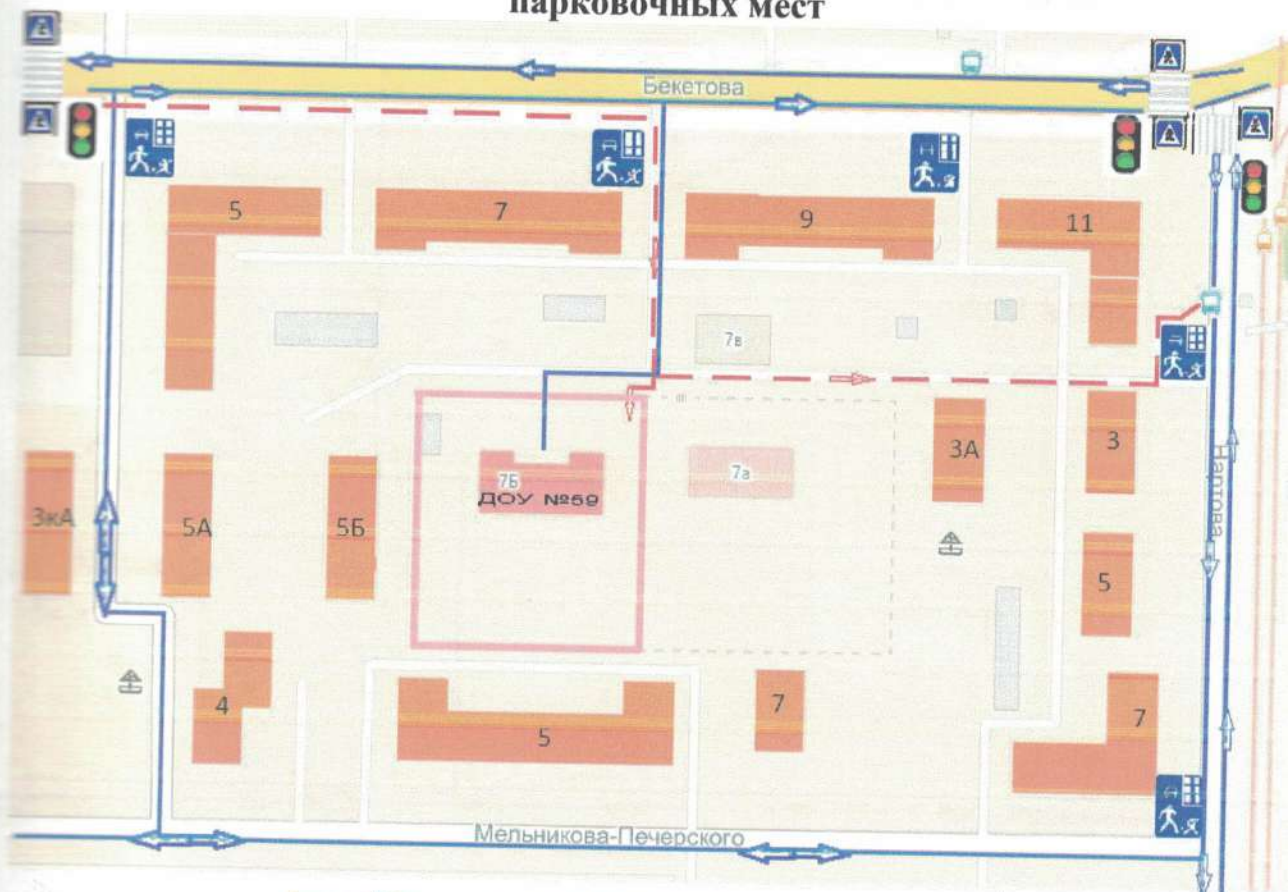 парковочных мест
Бекетова
5
7
9
11
7в
3А
3
7Б
ДОУ №59
7а
Нартова
3кА
5А
5Б
5
4
5
7
7
Мельникова-Печерского